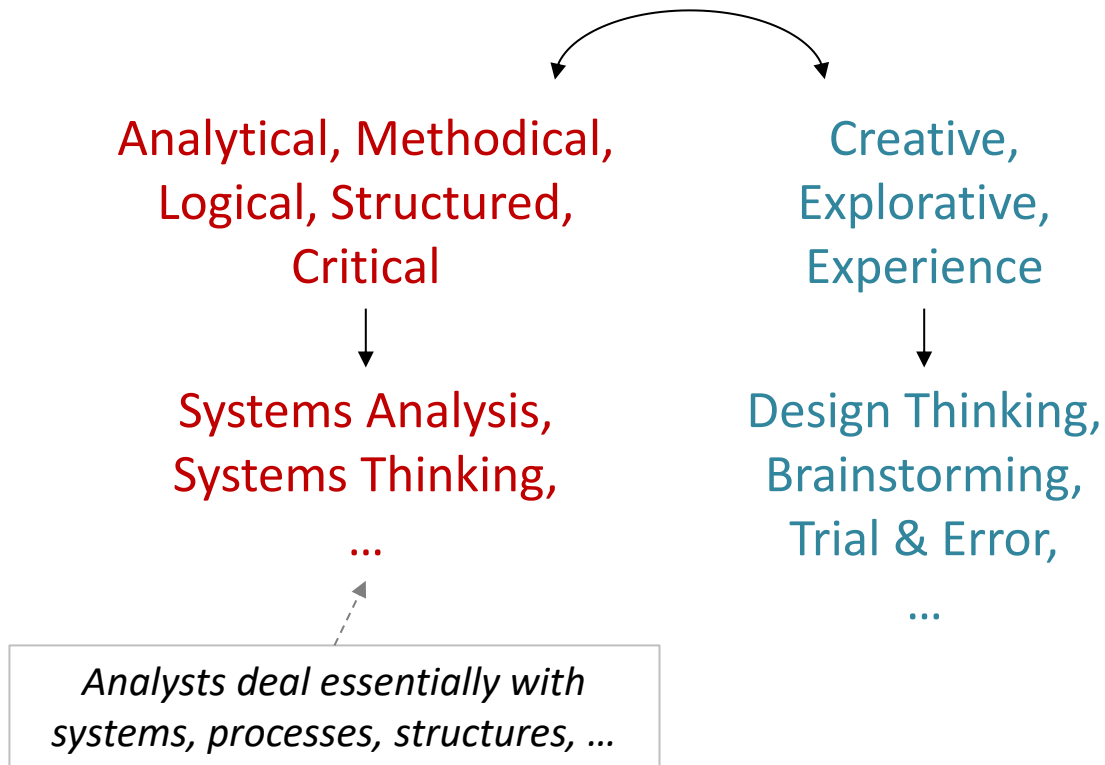 Analytical, Methodical,
Logical, Structured,
Critical
Creative,
Explorative,
Experience
Systems Analysis,
Systems Thinking,
…
Design Thinking,
Brainstorming,
Trial & Error,
…
Analysts deal essentially with
systems, processes, structures, …